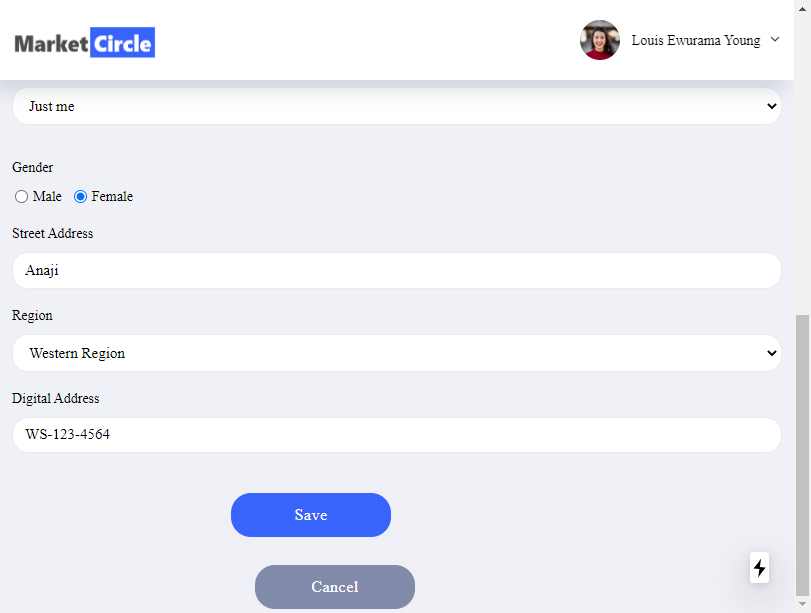 Market Circle
Louis Ewurama Young
Just me
Gender
Male Female
Street Address
Anaji
Region
Western Region
Digital Address
WS-123-4564
Save
Cancel